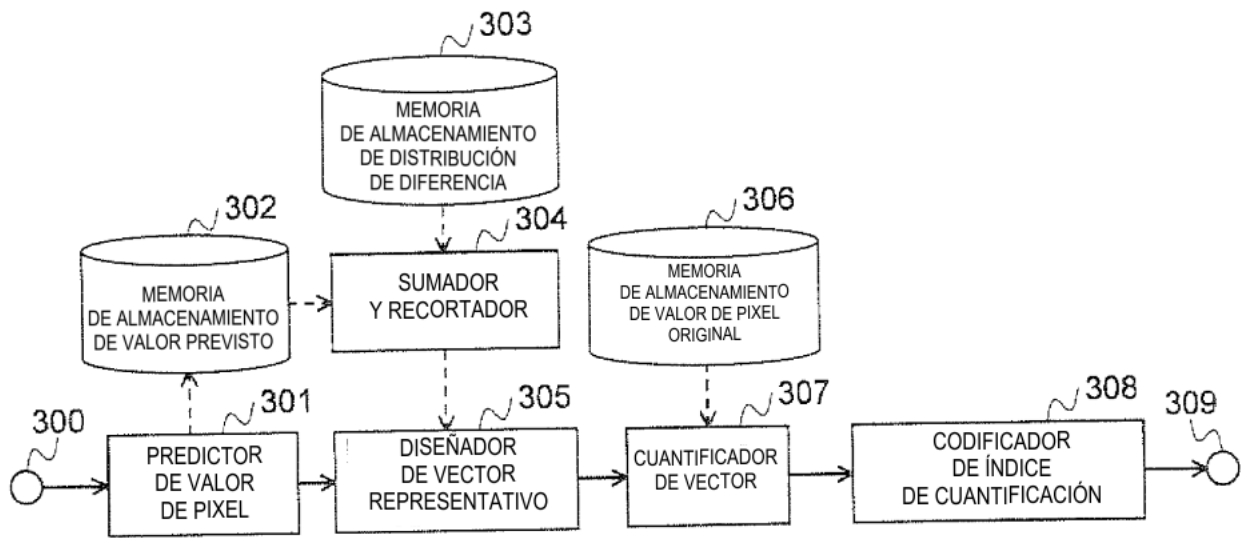 303
MEMORIA
DE ALMACENAMIENTO
DE DISTRIBUCIÓN
DE DIFERENCIA
302
MEMORIA
DE ALMACENAMIENTO
DE VALOR PREVISTO
304
SUMADOR
Y RECORTADOR
306
MEMORIA
DE ALMACENAMIENTO
DE VALOR DE PIXEL
ORIGINAL
300
301
PREDICTOR
DE VALOR
DE PIXEL
305
DISEÑADOR
DE VECTOR
REPRESENTATIVO
307
CUANTIFICADOR
DE VECTOR
308
CODIFICADOR
DE ÍNDICE
DE CUANTIFICACIÓN
309